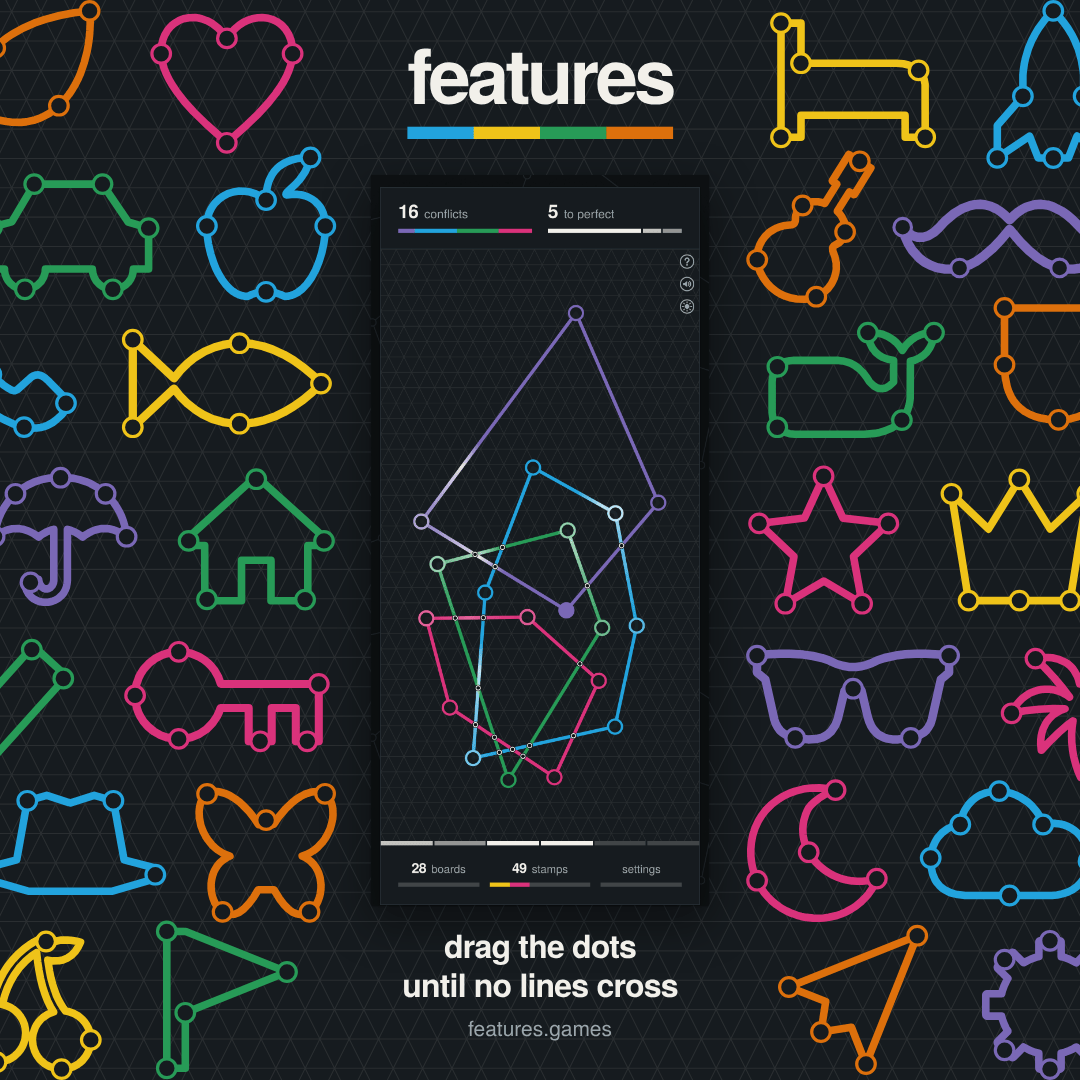 features
16 conflicts
5 to perfect
?
28 boards
49 stamps
settings
drag the dots
until no lines cross
features.games